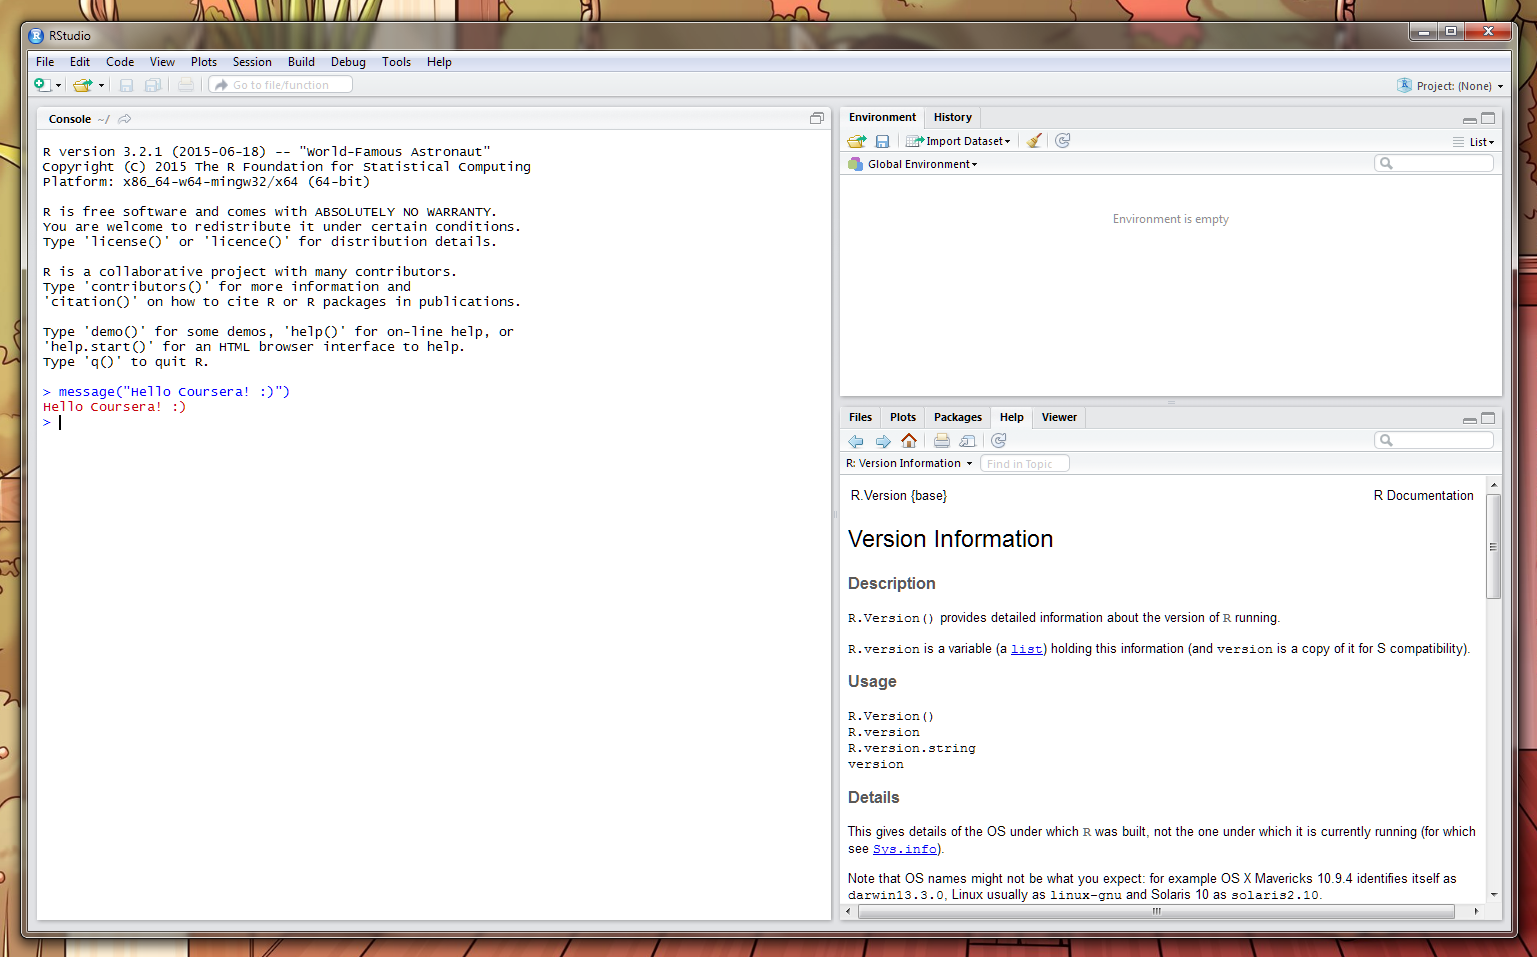 RStudio
File Edit Code View Plots Session Build Debug Tools Help
Go to file/function
Project: (None)
Console ~/
R version 3.2.1 (2015-06-18) -- "World-Famous Astronaut"
Copyright (C) 2015 The R Foundation for Statistical Computing
Platform: x86_64-w64-mingw32/x64 (64-bit)
R is free software and comes with ABSOLUTELY NO WARRANTY.
You are welcome to redistribute it under certain conditions.
Type 'license()' or 'licence()' for distribution details.
R is a collaborative project with many contributors.
Type 'contributors()' for more information and
'citation()' on how to cite R or R packages in publications.
Type 'demo()' for some demos, 'help()' for on-line help, or
'help.start()' for an HTML browser interface to help.
Type 'q()' to quit R.
> message("Hello Coursera! :)")
Hello Coursera! :)
>
Environment History
Import Dataset
List
Global Environment
Environment is empty
Files Plots Packages Help Viewer
R: Version Information Find in Topic
R.Version {base} R Documentation
Version Information
Description
R.Version() provides detailed information about the version of R running.
R.version is a variable (a list) holding this information (and version is a copy of it for S compatibility).
Usage
R.Version()
R.version
R.version.string
version
Details
This gives details of the OS under which R was built, not the one under which it is currently running (for which
see Sys.info).
Note that OS names might not be what you expect: for example OS X Mavericks 10.9.4 identifies itself as
darwin13.3.0, Linux usually as linux-gnu and Solaris 10 as solaris2.10.